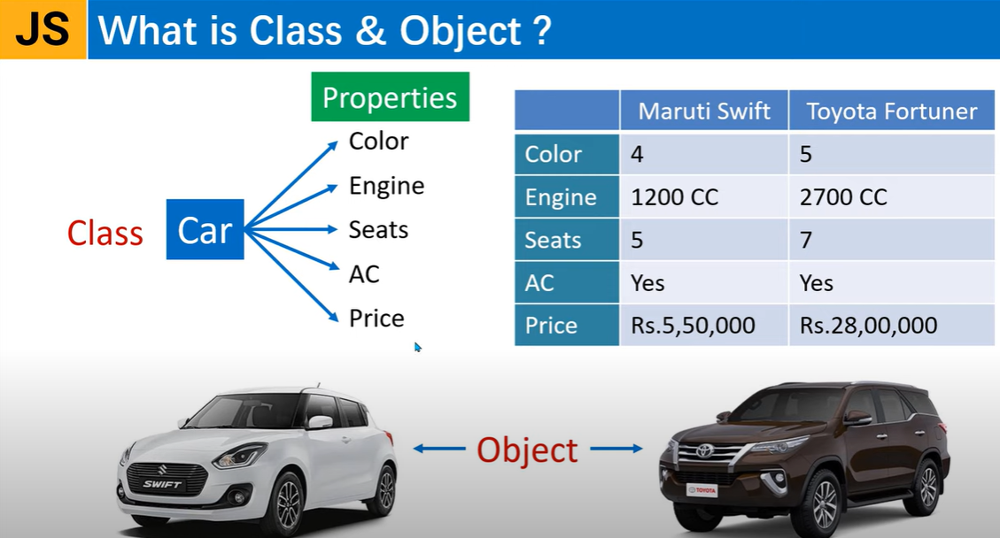 JS What is Class & Object ?
Properties
Color
Engine
Seats
AC
Price
Class Car
Maruti Swift Toyota Fortuner
Color 4 5
Engine 1200 CC 2700 CC
Seats 5 7
AC Yes Yes
Price Rs.5,50,000 Rs.28,00,000
Object
SWIFT
TOYOTA